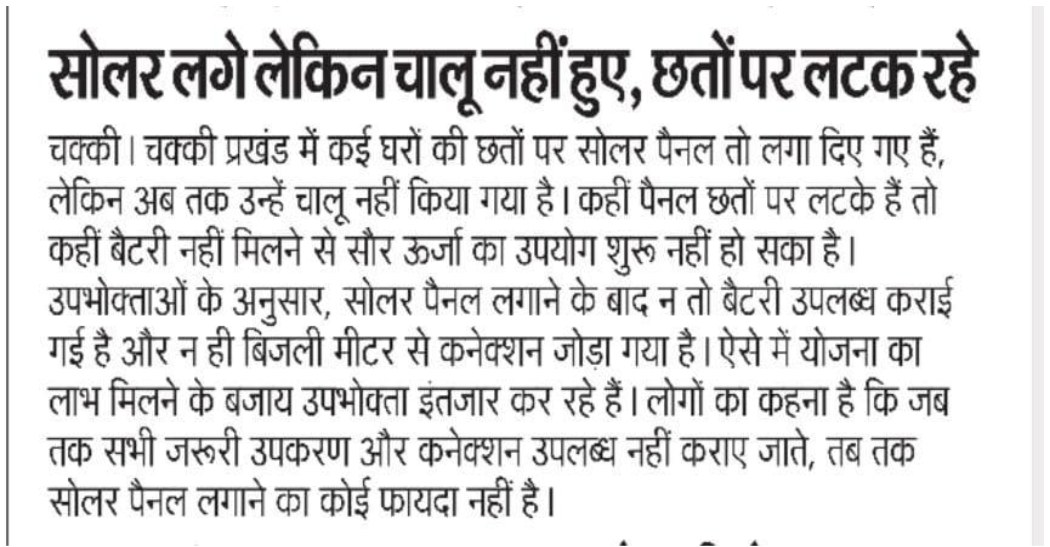 सोलर लगे लेकिन चालू नहीं हुए, छतों पर लटक रहे
चक्की। चक्की प्रखंड में कई घरों की छतों पर सोलर पैनल तो लगा दिए गए हैं,
लेकिन अब तक उन्हें चालू नहीं किया गया है। कहीं पैनल छतों पर लटके हैं तो
कहीं बैटरी नहीं मिलने से सौर ऊर्जा का उपयोग शुरू नहीं हो सका है।
उपभोक्ताओं के अनुसार, सोलर पैनल लगाने के बाद न तो बैटरी उपलब्ध कराई
गई है और न ही बिजली मीटर से कनेक्शन जोड़ा गया है। ऐसे में योजना का
लाभ मिलने के बजाय उपभोक्ता इंतजार कर रहे हैं। लोगों का कहना है कि जब
तक सभी जरूरी उपकरण और कनेक्शन उपलब्ध नहीं कराए जाते, तब तक
सोलर पैनल लगाने का कोई फायदा नहीं है।